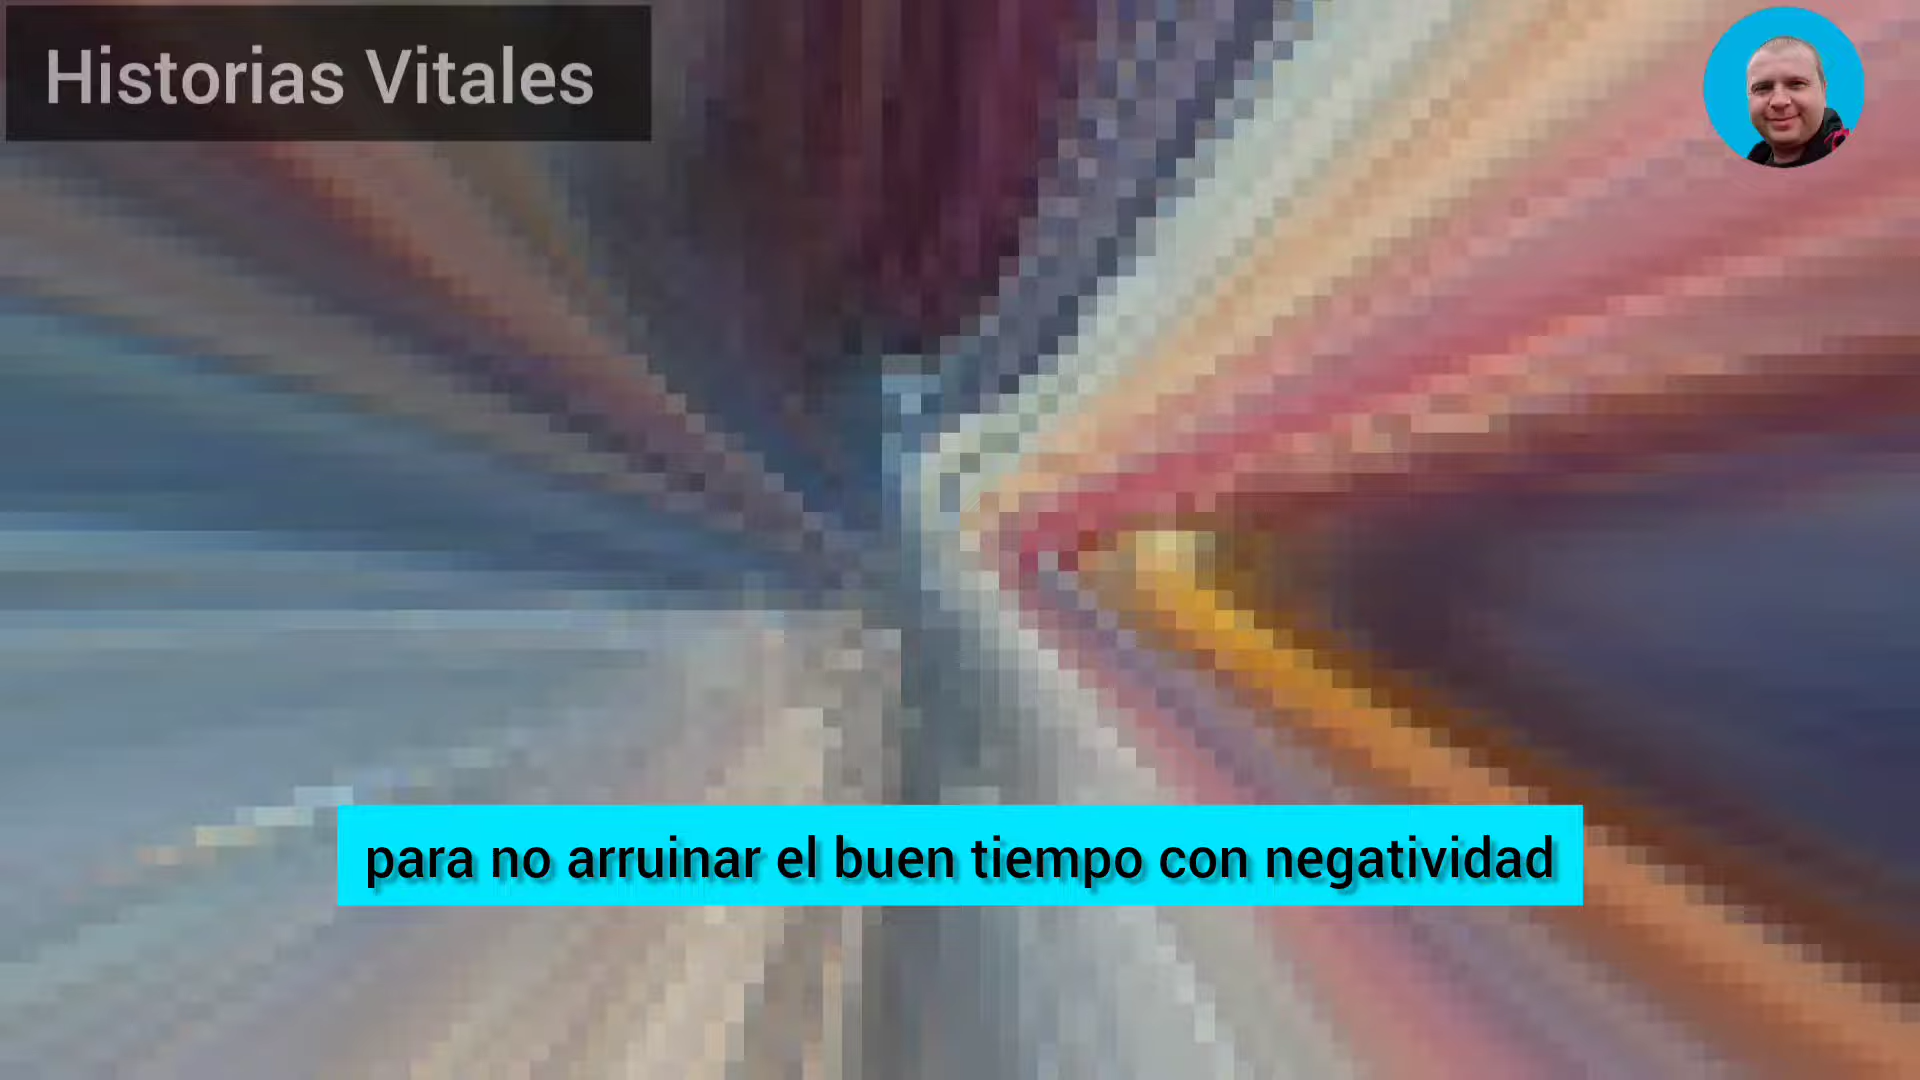 Historias Vitales
para no arruinar el buen tiempo con negatividad